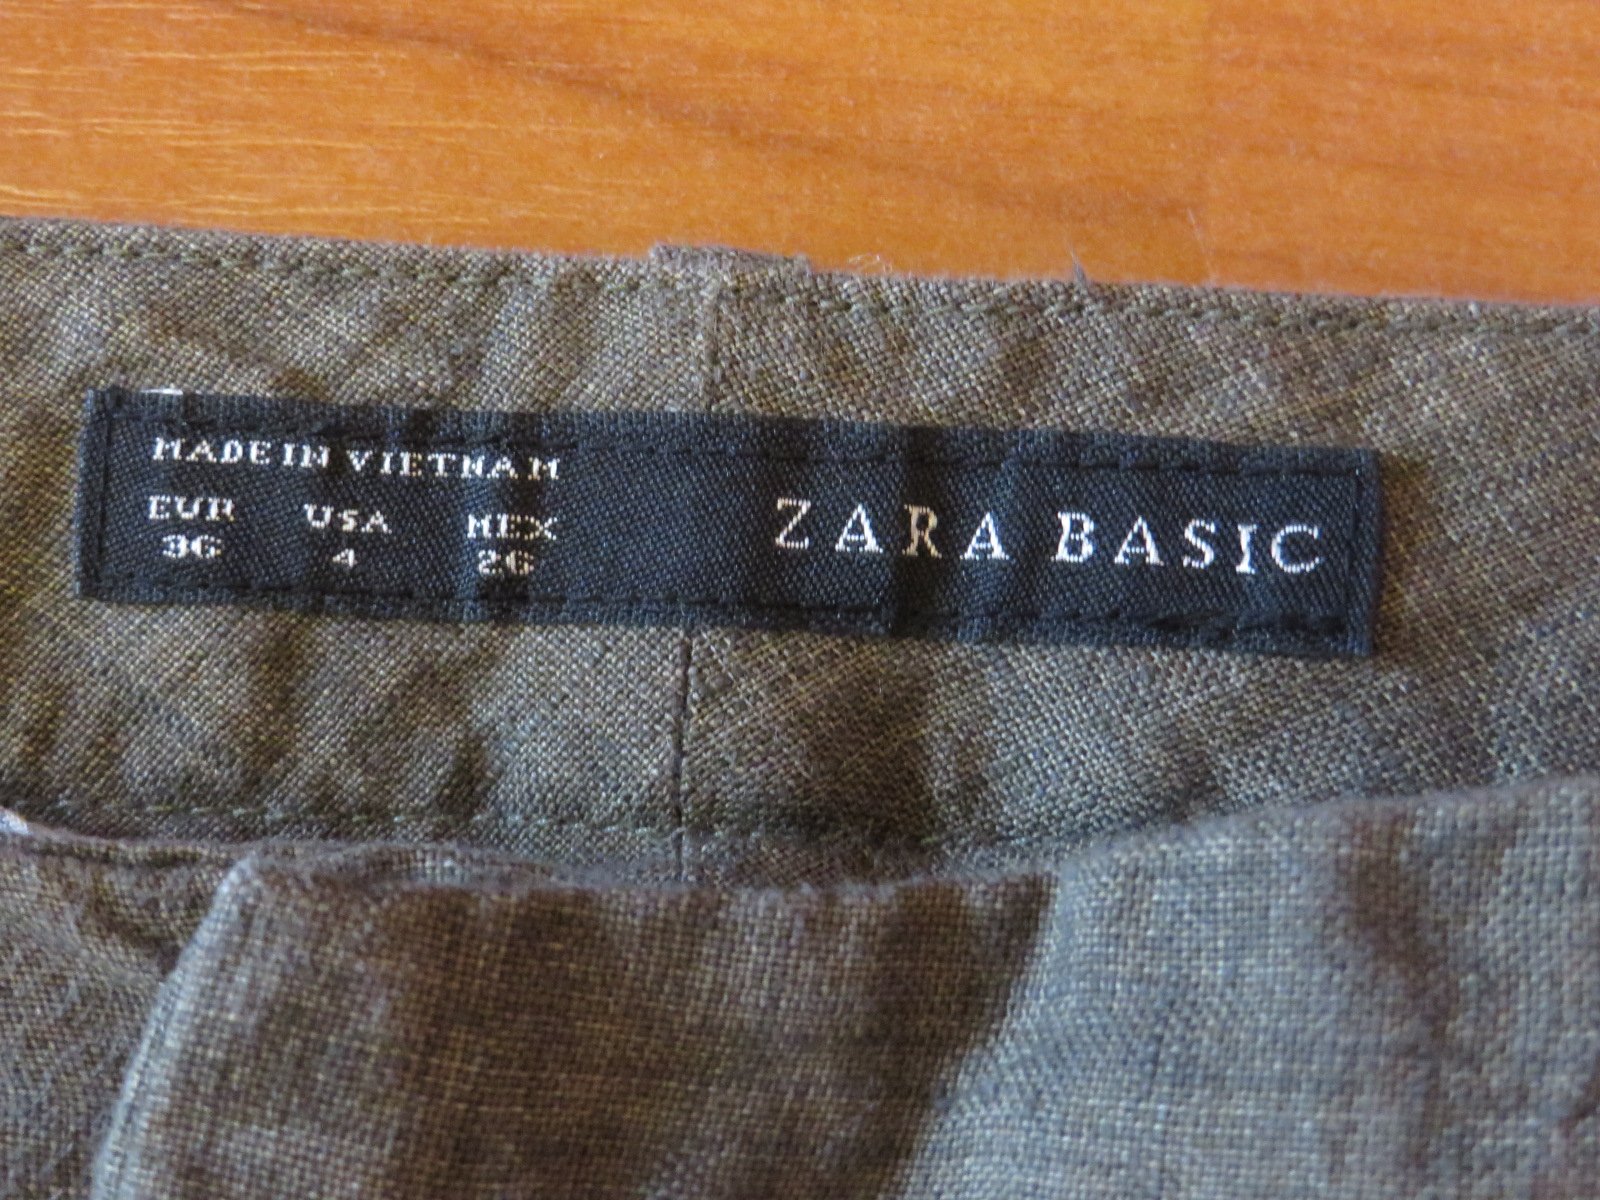 MADE IN VIETNAM
EUR USA MEX
36 4 26
ZARA BASIC